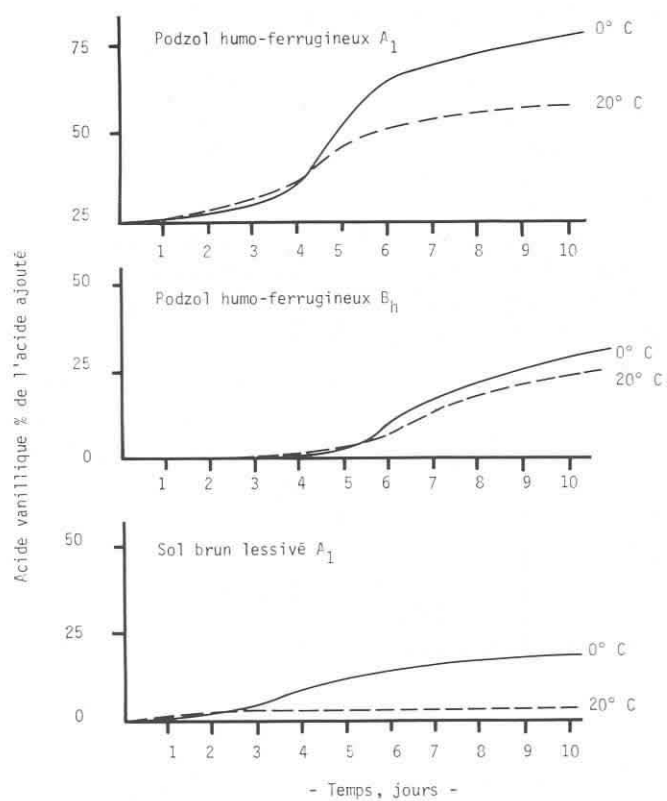 Acide vanillique % de l'acide ajouté
Podzol humo-ferrugineux A1
75
50
25
0° C
20° C
1 2 3 4 5 6 7 8 9 10
Podzol humo-ferrugineux Bh
50
25
0
0° C
20° C
1 2 3 4 5 6 7 8 9 10
Sol brun lessivé A1
50
25
0
0° C
20° C
1 2 3 4 5 6 7 8 9 10
- Temps, jours -